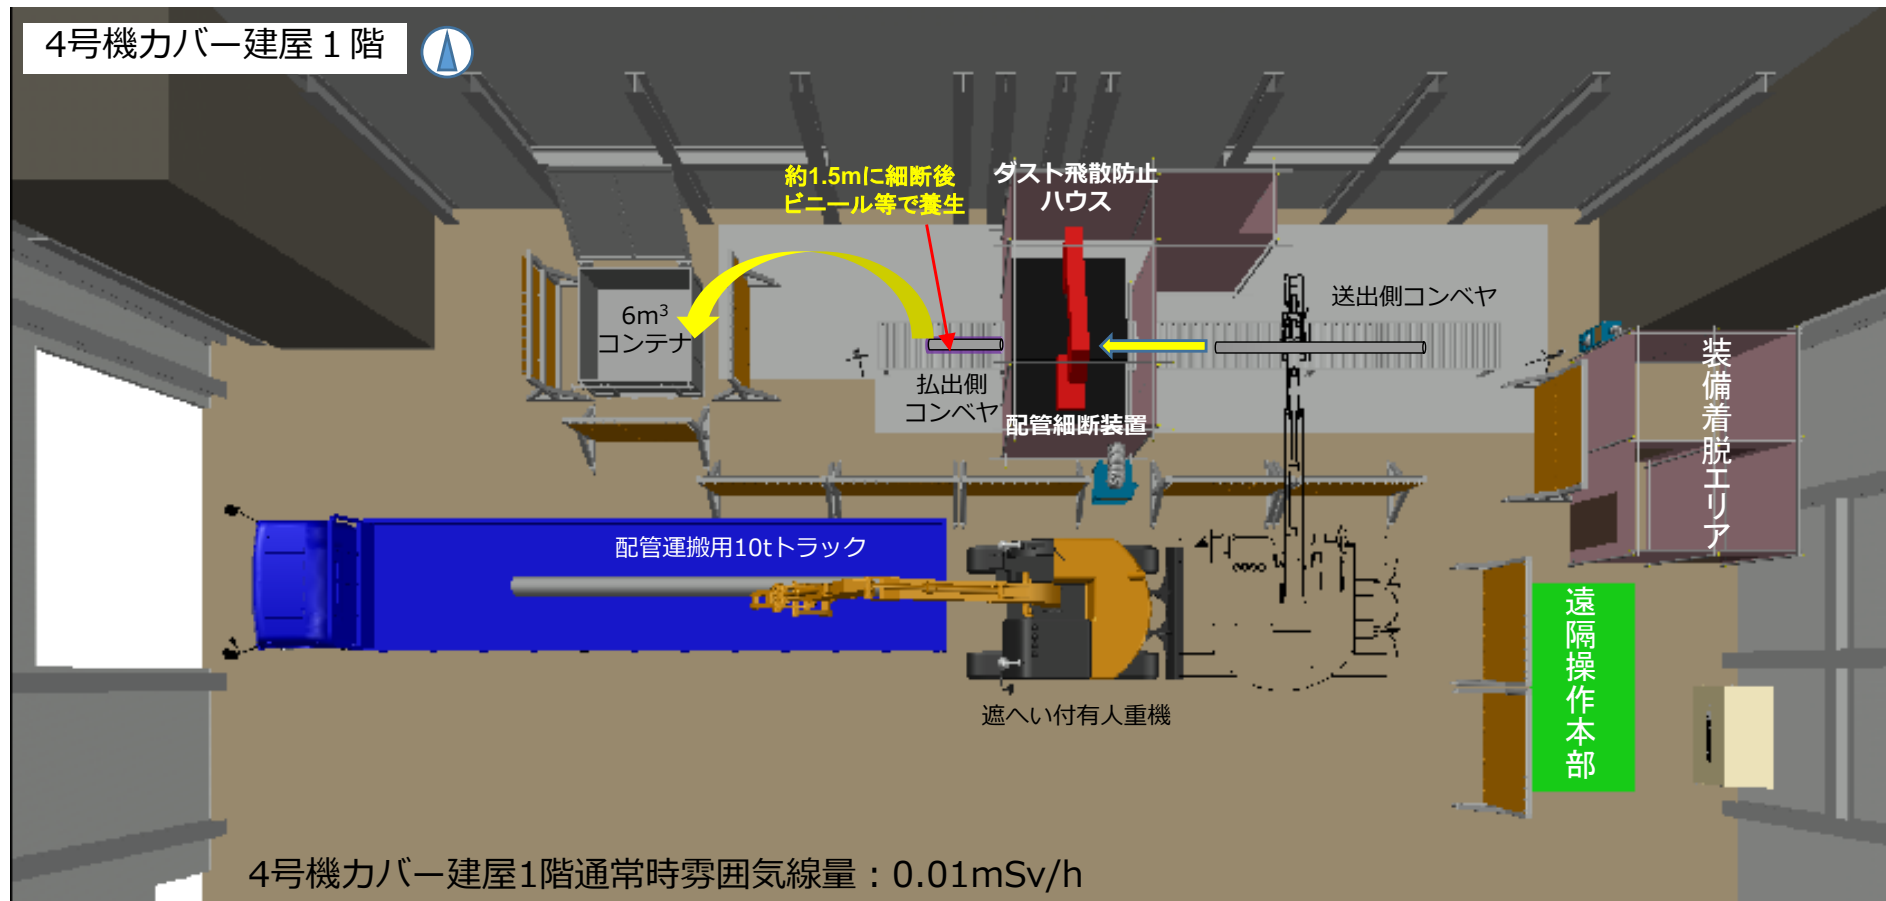 4号機カバー建屋１階
約1.5mに細断後
ビニール等で養生
ダスト飛散防止
ハウス
送出側コンベヤ
6m³
コンテナ
払出側
コンベヤ
配管細断装置
装備着脱エリア
配管運搬用10tトラック
遮へい付有人重機
遠隔操作本部
4号機カバー建屋1階通常時雰囲気線量：0.01mSv/h